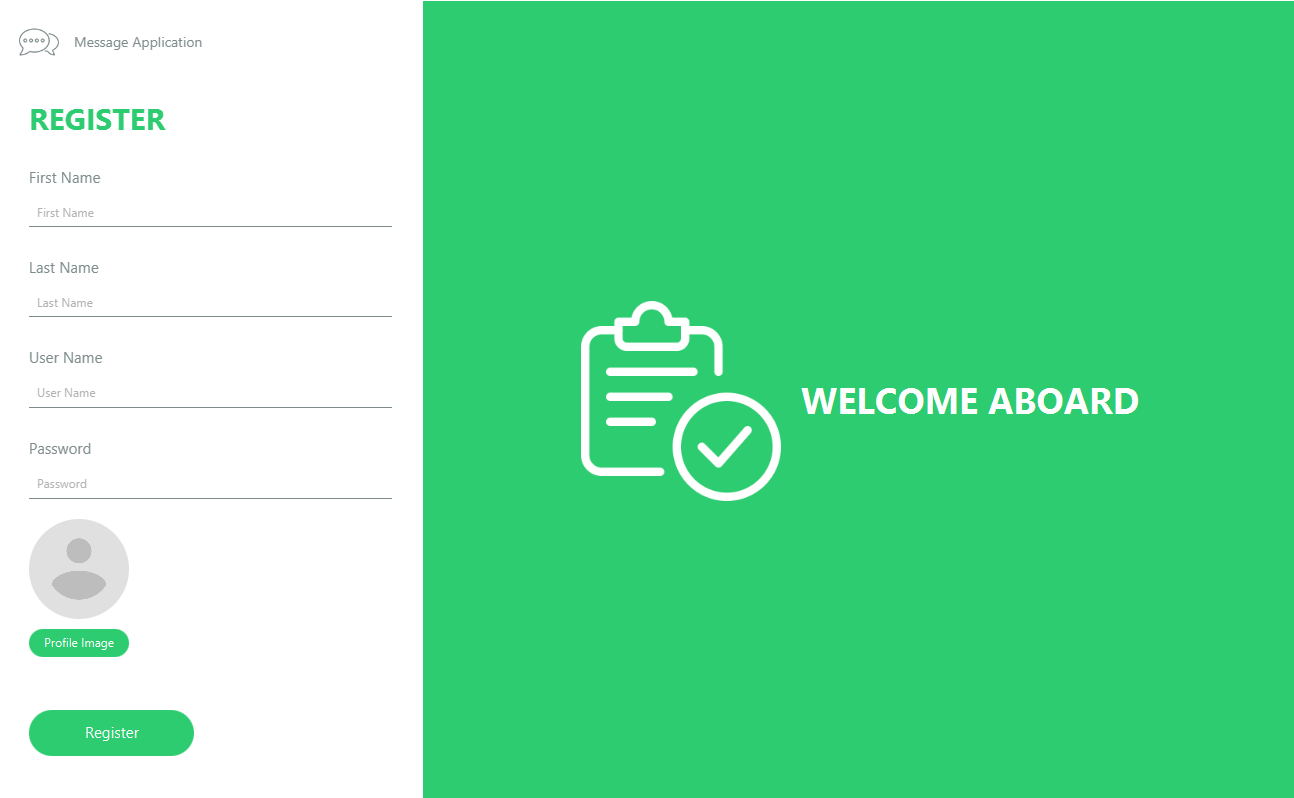 Message Application
REGISTER
First Name
First Name
Last Name
Last Name
User Name
User Name
Password
Password
Profile Image
Register
WELCOME ABOARD